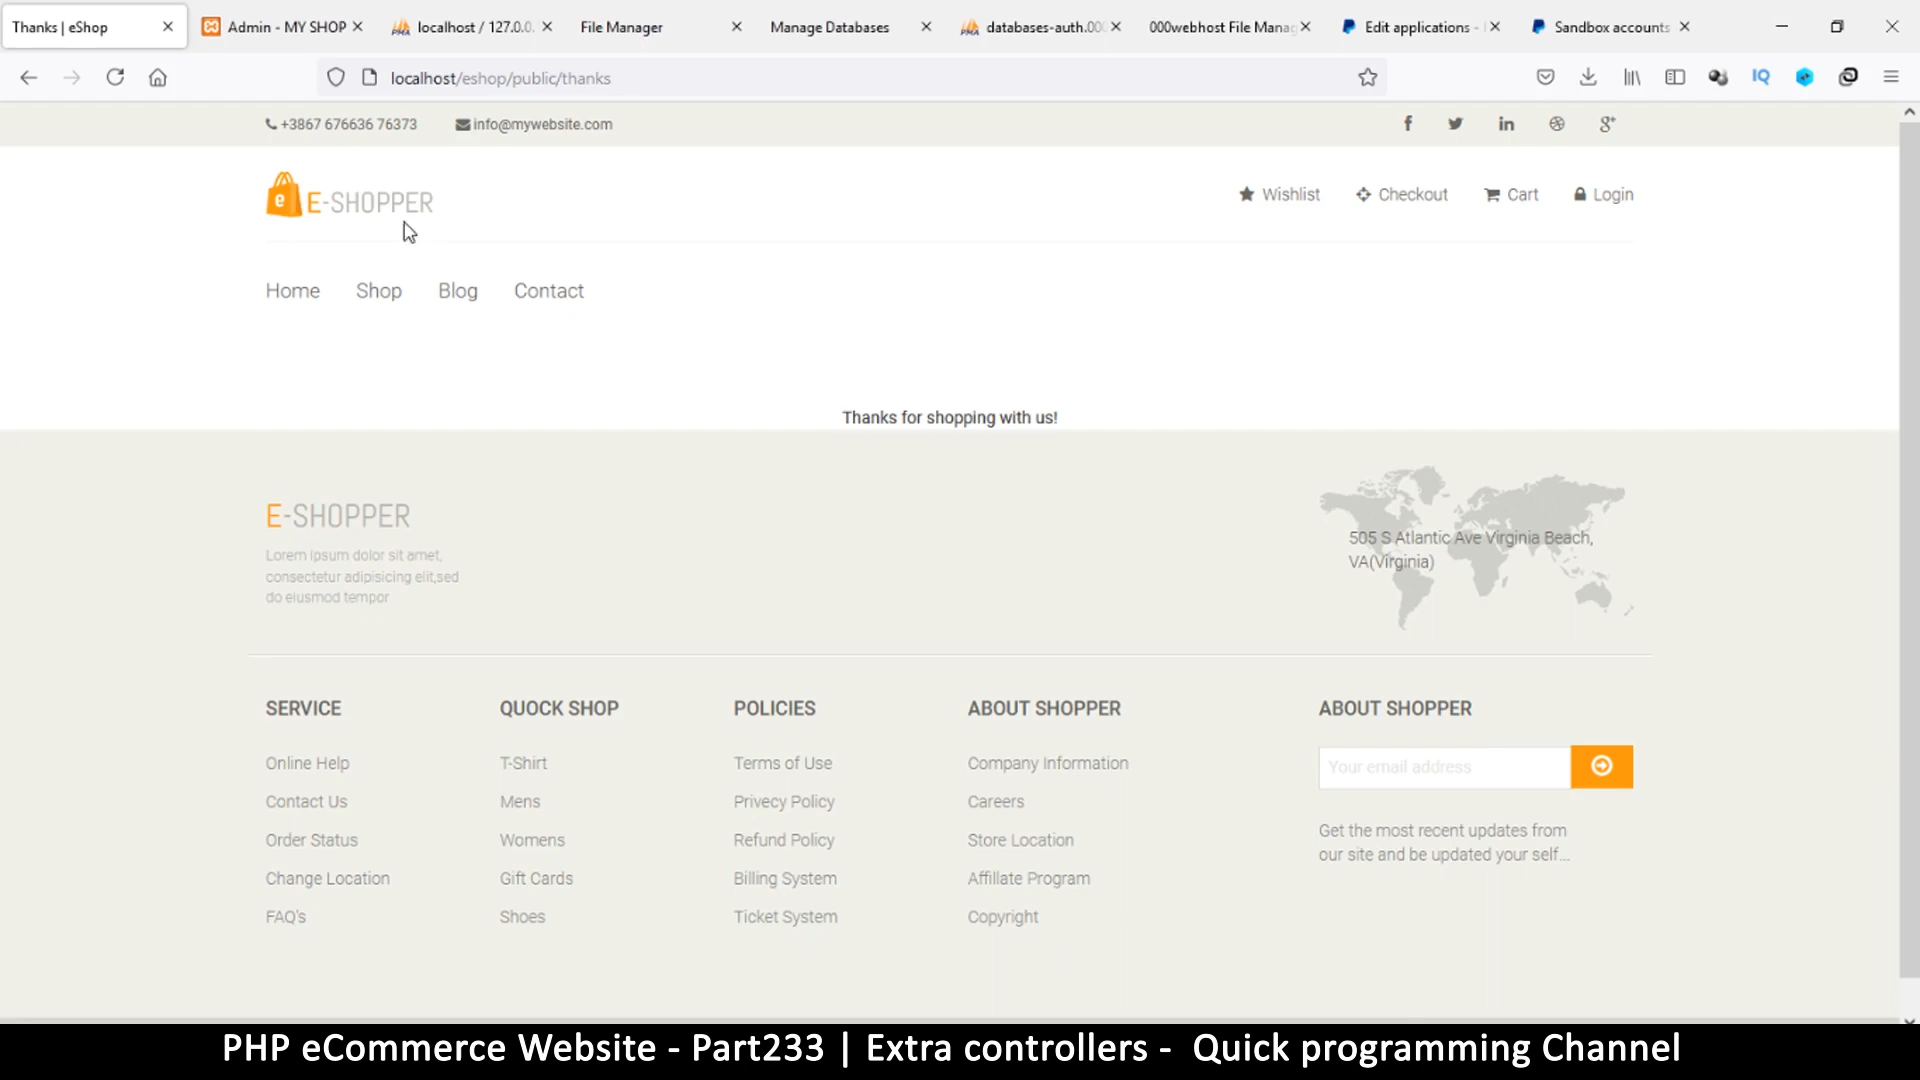 Thanks | eShop
Admin - MY SHOP
localhost / 127.0.0.
File Manager
Manage Databases
databases-auth.000
000webhost File Manag
Edit applications -
Sandbox accounts
localhost/eshop/public/thanks
IQ
+3867 676636 76373
info@mywebsite.com
e E-SHOPPER
Wishlist
Checkout
Cart
Login
Home
Shop
Blog
Contact
Thanks for shopping with us!
E-SHOPPER
Lorem ipsum dolor sit amet,
consectetur adipisicing elit,sed
do eiusmod tempor
505 S Atlantic Ave Virginia Beach,
VA(Virginia)
SERVICE
Online Help
Contact Us
Order Status
Change Location
FAQ's
QUOCK SHOP
T-Shirt
Mens
Womens
Gift Cards
Shoes
POLICIES
Terms of Use
Privecy Policy
Refund Policy
Billing System
Ticket System
ABOUT SHOPPER
Company Information
Careers
Store Location
Affillate Program
Copyright
ABOUT SHOPPER
Your email address
Get the most recent updates from
our site and be updated your self...
PHP eCommerce Website - Part233 | Extra controllers - Quick programming Channel